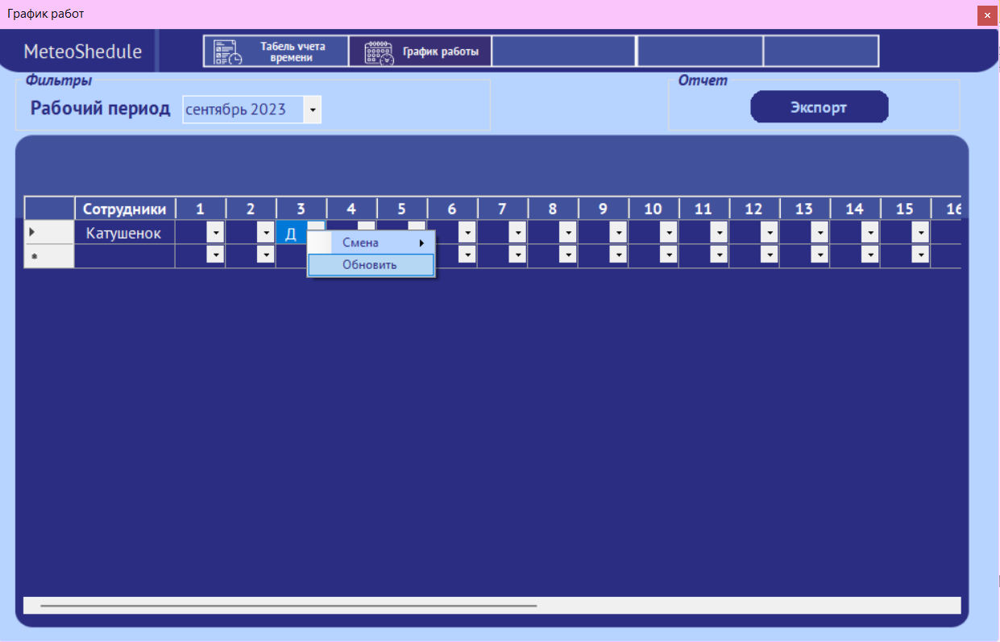 График работ
MeteoShedule
Табель учета
времени
График работы
Фильтры
Рабочий период сентябрь 2023
Отчет
Экспорт
Сотрудники 1 2 3 4 5 6 7 8 9 10 11 12 13 14 15 16
Катушенок Д
Смена
Обновить